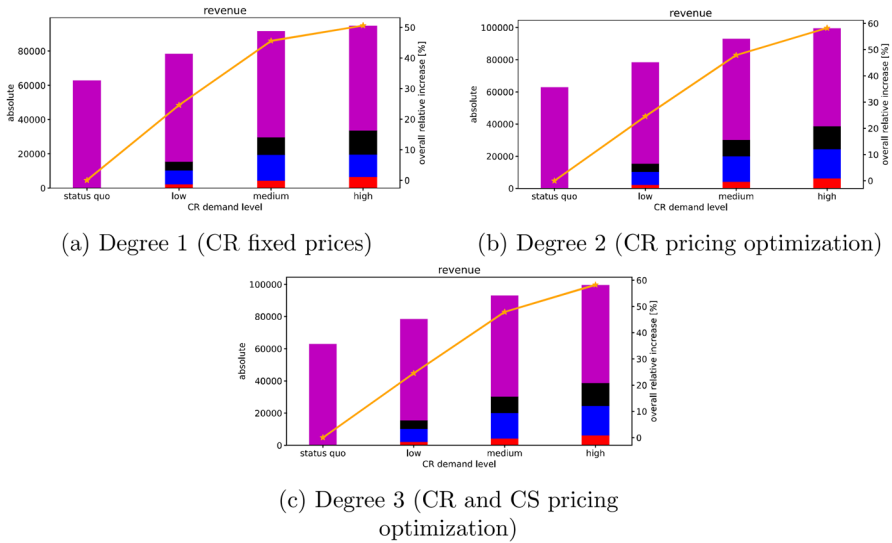 revenue
80000
60000
40000
20000
0
absolute
50
40
30
20
10
0
overall relative increase [%]
status quo
low
medium
high
CR demand level
(a) Degree 1 (CR fixed prices)
revenue
100000
80000
60000
40000
20000
0
absolute
60
50
40
30
20
10
0
overall relative increase [%]
status quo
low
medium
high
CR demand level
(b) Degree 2 (CR pricing optimization)
revenue
100000
80000
60000
40000
20000
0
absolute
60
50
40
30
20
10
0
overall relative increase [%]
status quo
low
medium
high
CR demand level
(c) Degree 3 (CR and CS pricing
optimization)